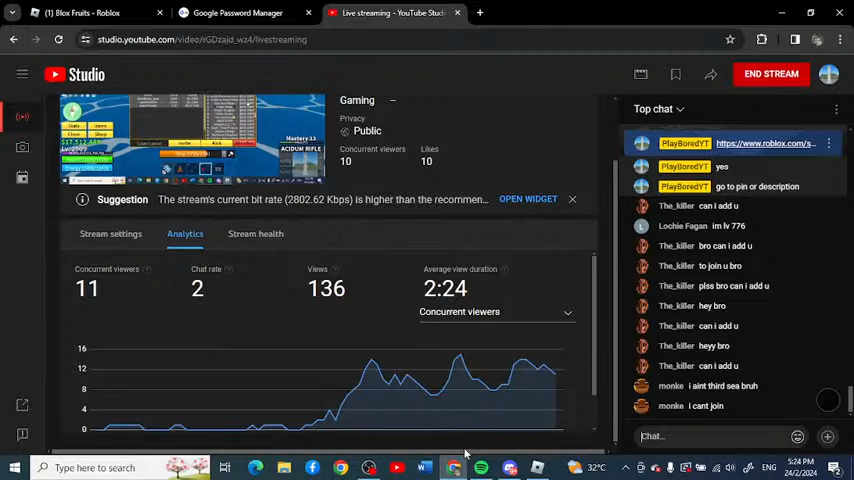 (1) Blox Fruits - Roblox
Google Password Manager
Live streaming - YouTube Stud
studio.youtube.com/video/rGDzajd_wz4/livestreaming
Studio
END STREAM
Gaming –
Privacy
Public
Concurrent viewers Likes
10 10
Stats Items
Close Shop
Mastery 13
ACIDUM RIFLE
Suggestion The stream's current bit rate (2802.62 Kbps) is higher than the recommen... OPEN WIDGET
Stream settings Analytics Stream health
Concurrent viewers Chat rate Views Average view duration
11 2 136 2:24
Concurrent viewers
16
12
8
4
0
Top chat
PlayBoredYT https://www.roblox.com/s...
PlayBoredYT yes
PlayBoredYT go to pin or description
The_killer can i add u
Lochie Fagan im lv 776
The_killer bro can i add u
The_killer to join u bro
The_killer plss bro can i add u
The_killer hey bro
The_killer can i add u
The_killer heyy bro
The_killer can i add u
monke i aint third sea bruh
monke i cant join
Chat...
Type here to search
32°C
ENG
5:24 PM
24/2/2024